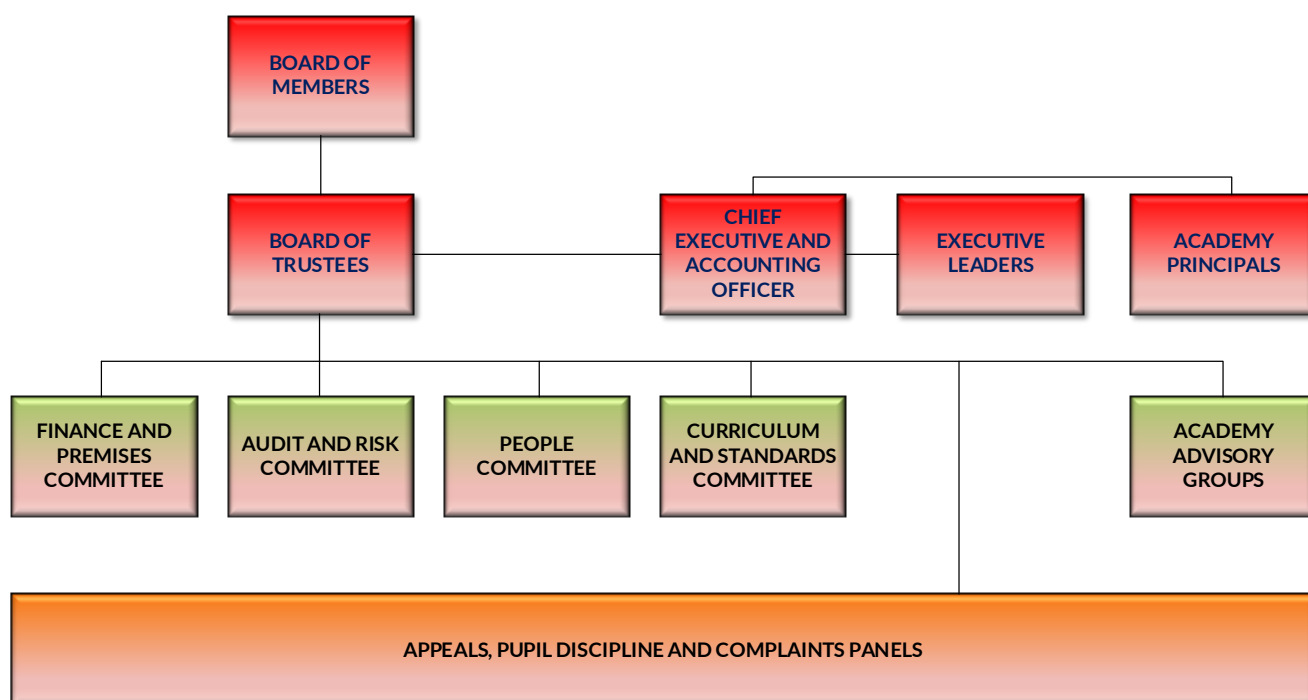 BOARD OF
MEMBERS
BOARD OF
TRUSTEES
CHIEF
EXECUTIVE AND
ACCOUNTING
OFFICER
EXECUTIVE
LEADERS
ACADEMY
PRINCIPALS
FINANCE AND
PREMISES
COMMITTEE
AUDIT AND RISK
COMMITTEE
PEOPLE
COMMITTEE
CURRICULUM
AND STANDARDS
COMMITTEE
ACADEMY
ADVISORY
GROUPS
APPEALS, PUPIL DISCIPLINE AND COMPLAINTS PANELS